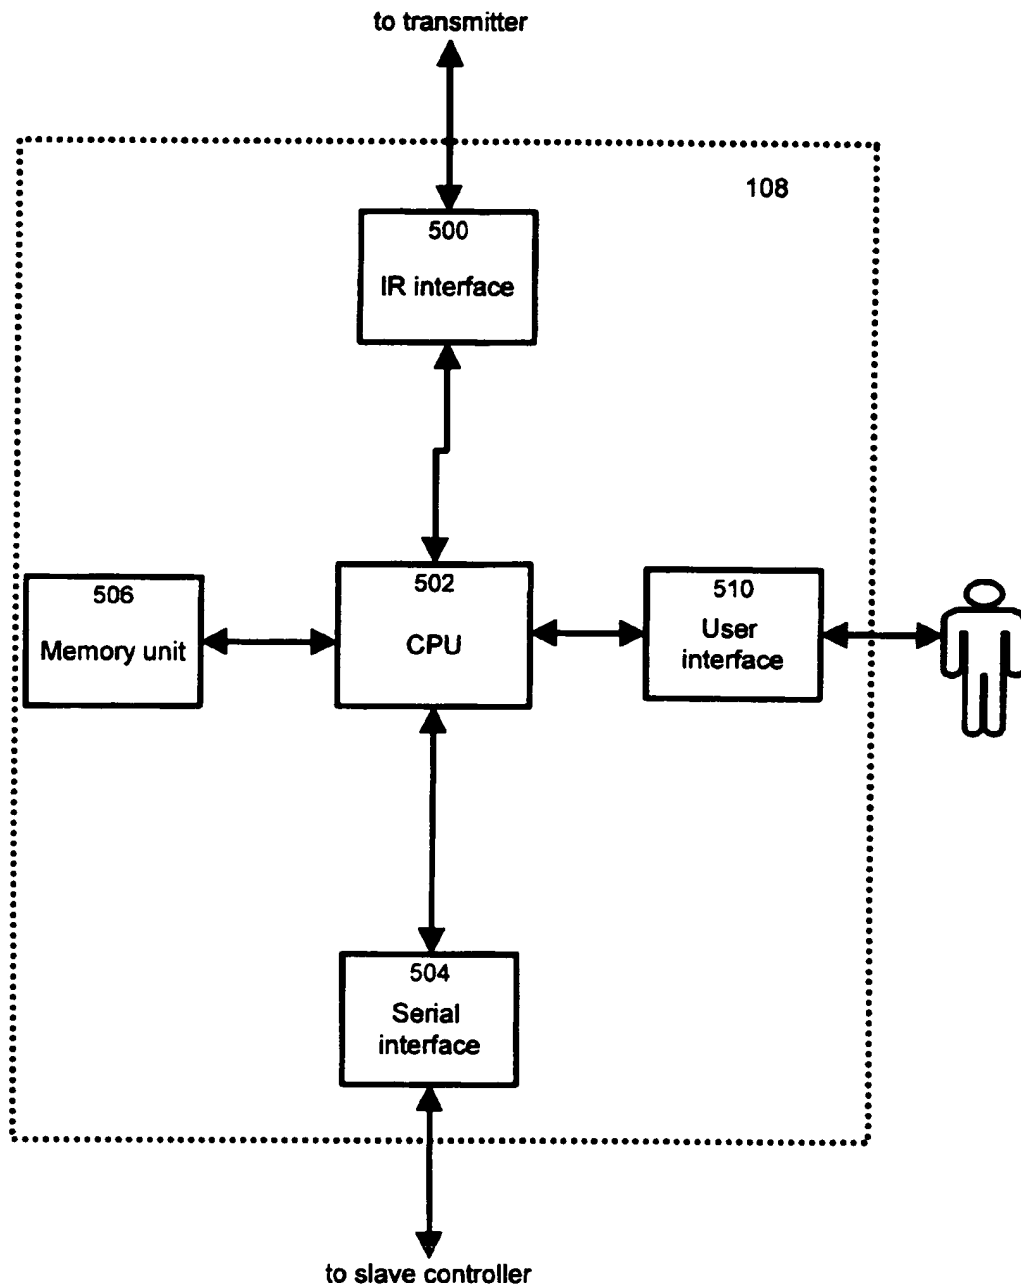 to transmitter
108
500
IR interface
506
Memory unit
502
CPU
510
User
interface
504
Serial
interface
to slave controller